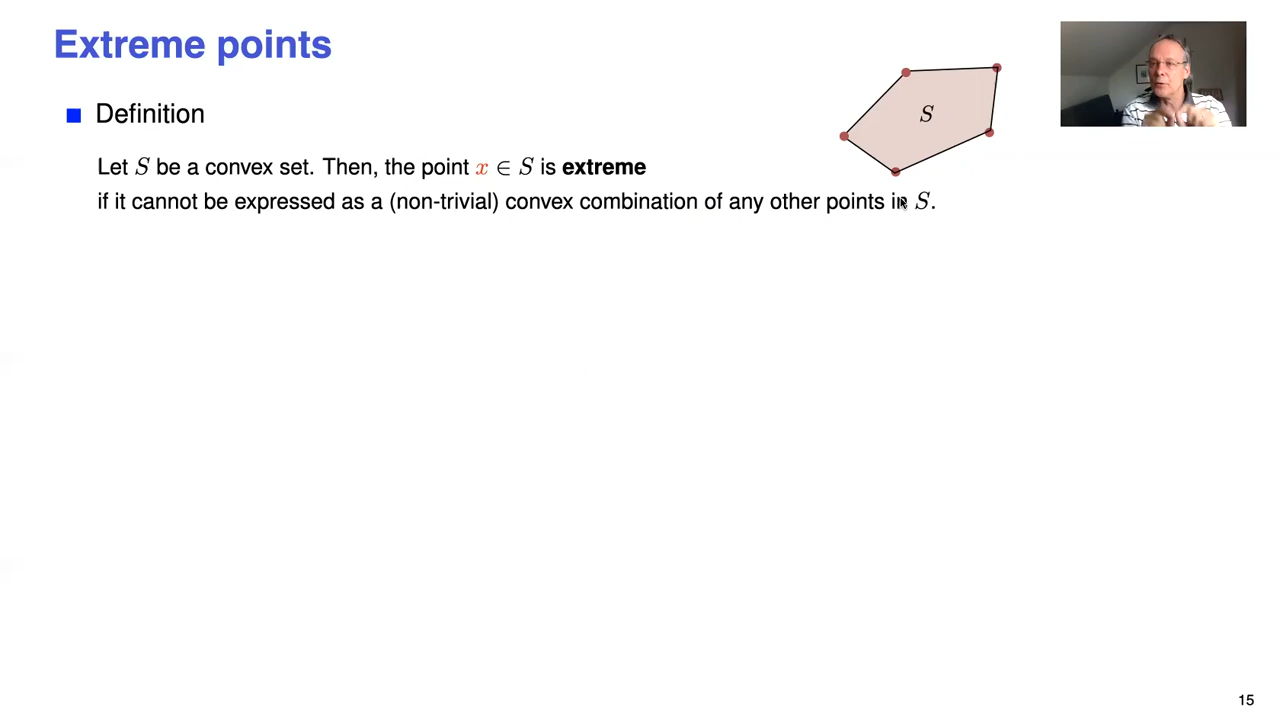 Extreme points
Definition
S
Let S be a convex set. Then, the point x ∈ S is extreme
if it cannot be expressed as a (non-trivial) convex combination of any other points in S.
15